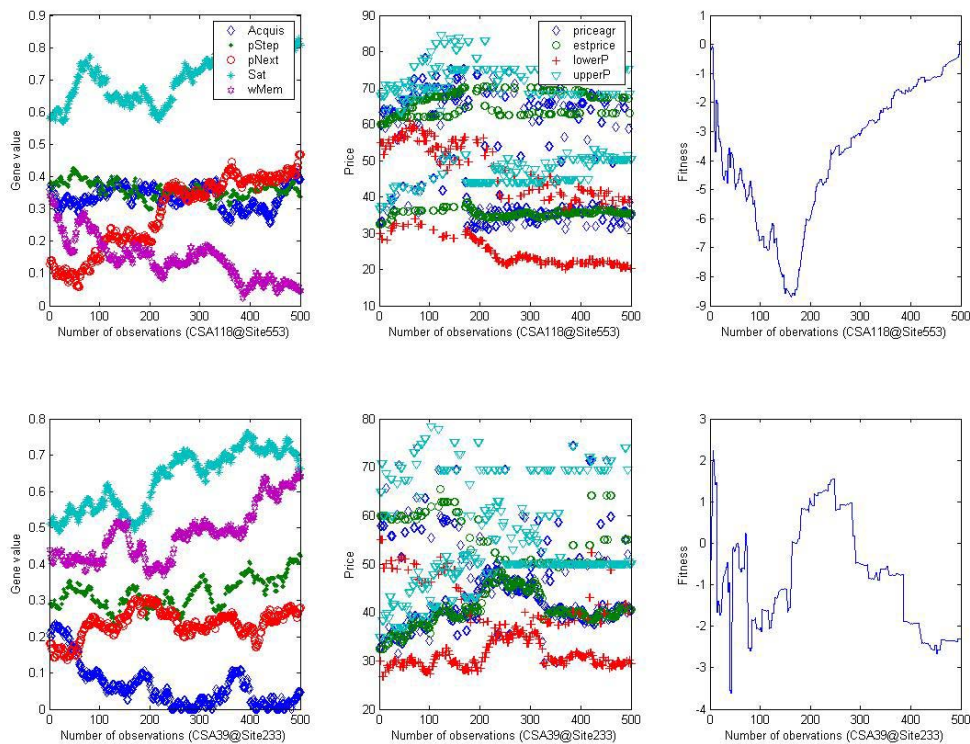 0.9
0.8
0.7
0.6
0.5
0.4
0.3
0.2
0.1
0
Gene value
Acquis
pStep
pNext
Sat
wMem
0 100 200 300 400 500
Number of observations (CSA118@Site553)
90
80
70
60
50
40
30
20
10
Price
priceagr
estprice
lowerP
upperP
0 100 200 300 400 500
Number of observations (CSA118@Site553)
1
0
-1
-2
-3
-4
-5
-6
-7
-8
-9
Fitness
0 100 200 300 400 500
Number of obervations (CSA118@Site553)
0.8
0.7
0.6
0.5
0.4
0.3
0.2
0.1
0
Gene value
0 100 200 300 400 500
Number of observations (CSA39@Site233)
80
70
60
50
40
30
20
Price
0 100 200 300 400 500
Number of observations (CSA39@Site233)
3
2
1
0
-1
-2
-3
-4
Fitness
0 100 200 300 400 500
Number of obervations (CSA39@Site233)